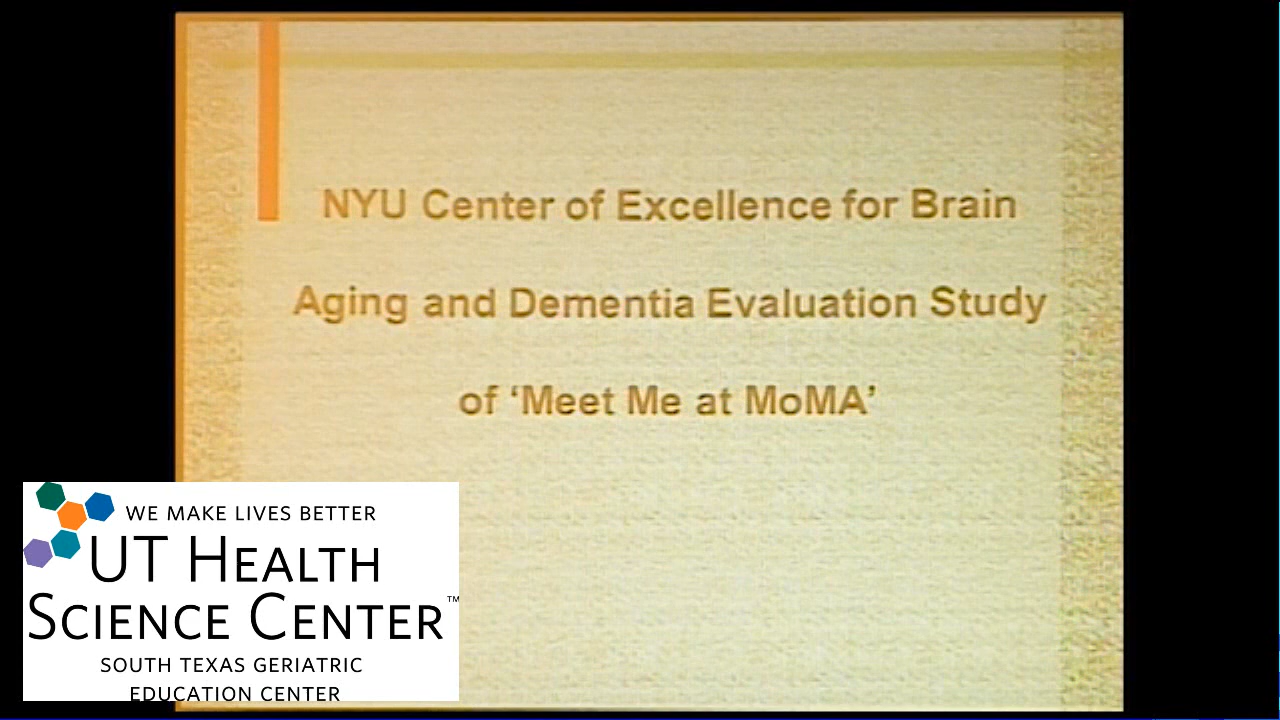 NYU Center of Excellence for Brain
Aging and Dementia Evaluation Study
of ‘Meet Me at MoMA’
WE MAKE LIVES BETTER
UT HEALTH
SCIENCE CENTER™
SOUTH TEXAS GERIATRIC
EDUCATION CENTER